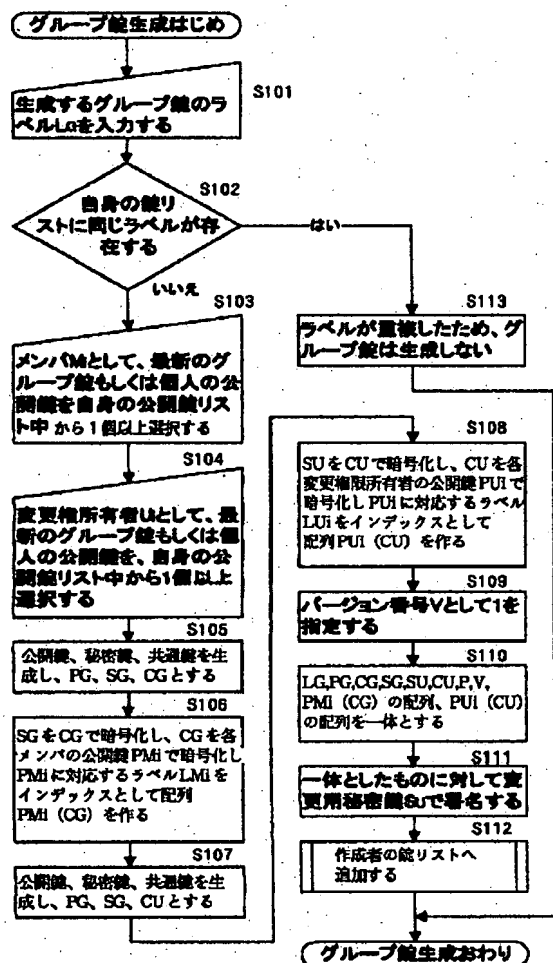 グループ錠生成はじめ
S101
生成するグループ錠のラ
ベルLGを入力する
S102
自身の錠リ
ストに同じラベルが存
在する
はい
いいえ
S103
メンバMiとして、最新のグ
ループ錠もしくは個人の公
開錠を自身の公開錠リスト
中から1個以上選択する
S104
変更権所有者Uiとして、最
新のグループ錠もしくは個
人の公開錠を、自身の公
開錠リスト中から1個以上
選択する
S105
公開錠、秘密錠、共通錠を生
成し、PG、SG、CGとする
S106
SGをCGで暗号化し、CGを各
メンバの公開錠PMiで暗号化し
PMiに対応するラベルLMiを
インデックスとして配列
PMi（CG）を作る
S107
公開錠、秘密錠、共通錠を生
成し、PG、SG、CUとする
S113
ラベルが重複したため、グ
ループ錠は生成しない
S108
SUをCUで暗号化し、CUを各
変更権限所有者の公開錠PUiで
暗号化しPUiに対応するラベル
LUiをインデックスとして
配列PUi（CU）を作る
S109
バージョン番号Vとして1を
指定する
S110
LG,PG,CG,SG,SU,CU,P,V,
PMi（CG）の配列、PUi（CU）
の配列を一体とする
S111
一体としたものに対して変
更用秘密錠Suで署名する
S112
作成者の錠リストへ
追加する
グループ錠生成おわり